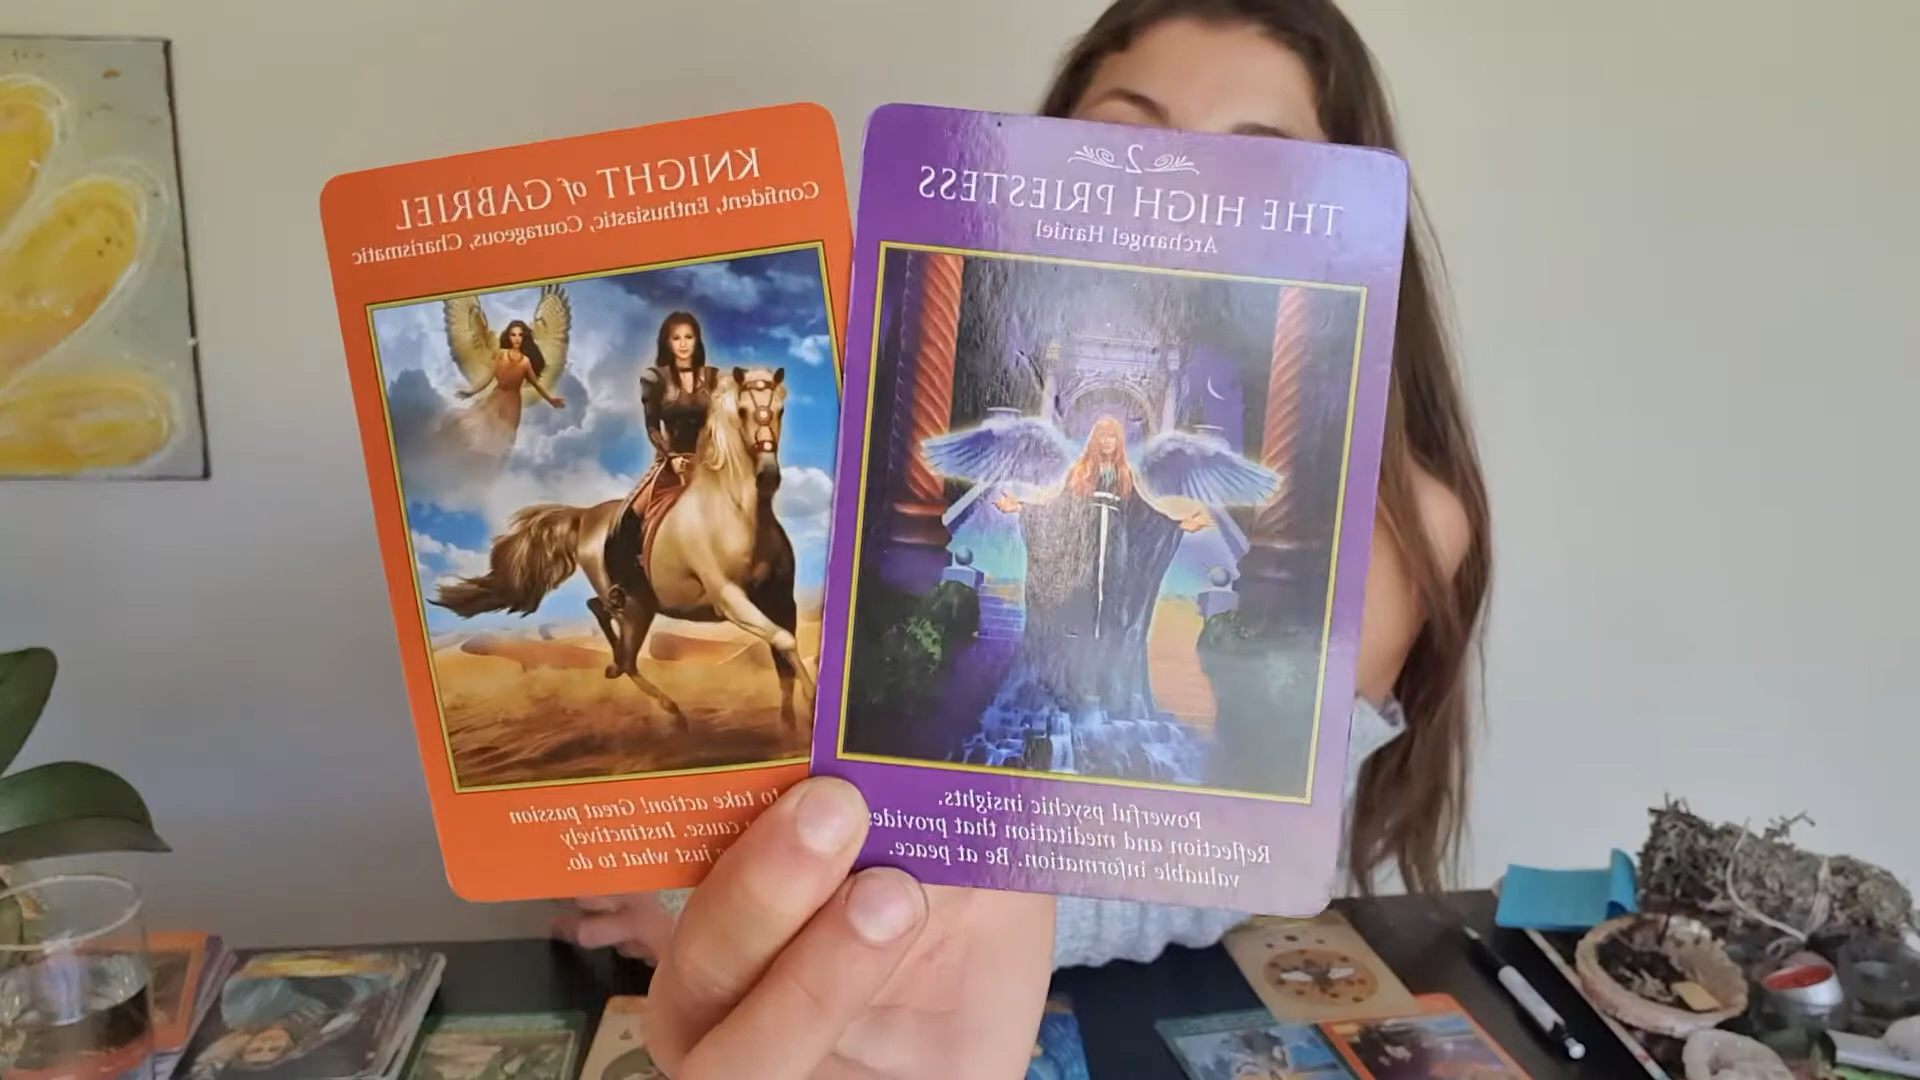 KNIGHT of GABRIEL
Confident, Enthusiastic, Courageous, Charismatic
to take action! Great passion
cause. Instinctively
just what to do.
2
THE HIGH PRIESTESS
Archangel Haniel
Powerful psychic insights.
Reflection and meditation that provides
valuable information. Be at peace.